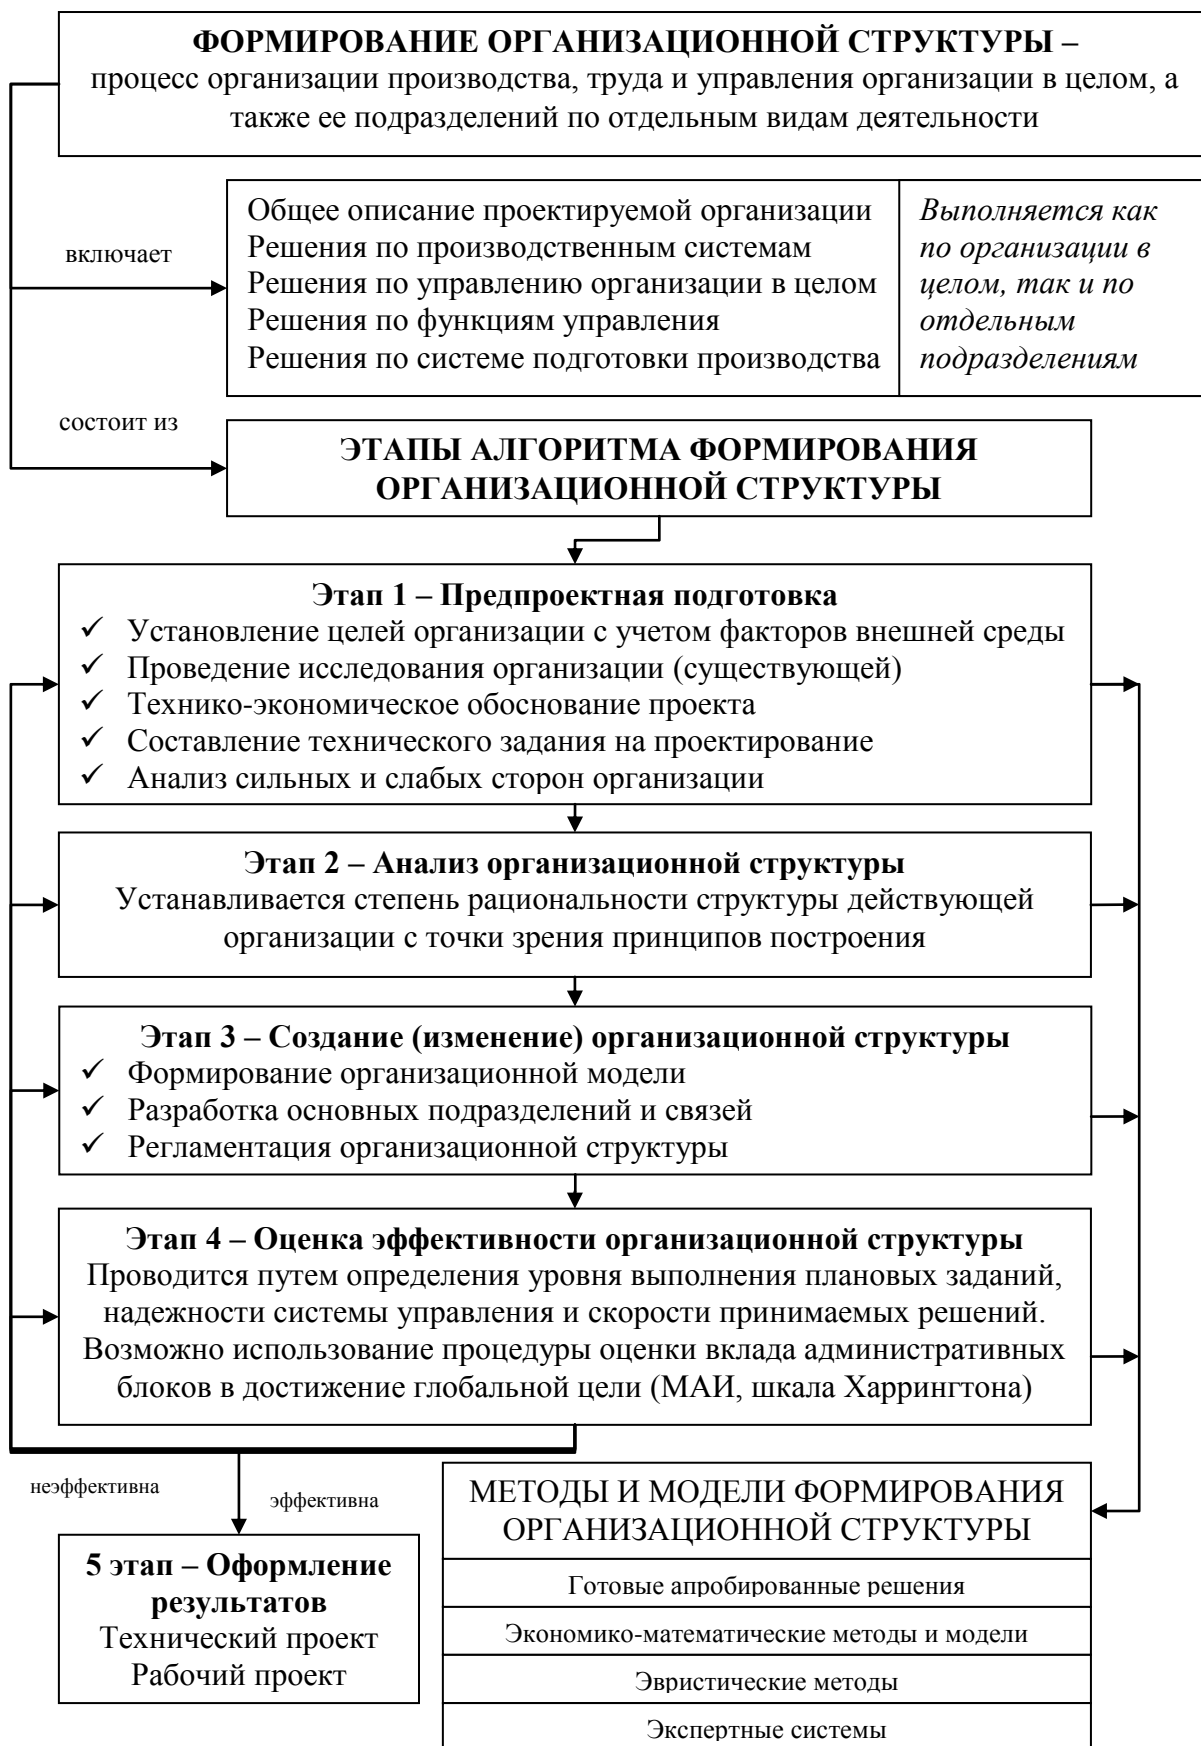 ФОРМИРОВАНИЕ ОРГАНИЗАЦИОННОЙ СТРУКТУРЫ –
процесс организации производства, труда и управления организации в целом, а
также ее подразделений по отдельным видам деятельности
включает
Общее описание проектируемой организации
Решения по производственным системам
Решения по управлению организации в целом
Решения по функциям управления
Решения по системе подготовки производства
Выполняется как
по организации в
целом, так и по
отдельным
подразделениям
состоит из
ЭТАПЫ АЛГОРИТМА ФОРМИРОВАНИЯ
ОРГАНИЗАЦИОННОЙ СТРУКТУРЫ
Этап 1 – Предпроектная подготовка
✓ Установление целей организации с учетом факторов внешней среды
✓ Проведение исследования организации (существующей)
✓ Технико-экономическое обоснование проекта
✓ Составление технического задания на проектирование
✓ Анализ сильных и слабых сторон организации
Этап 2 – Анализ организационной структуры
Устанавливается степень рациональности структуры действующей
организации с точки зрения принципов построения
Этап 3 – Создание (изменение) организационной структуры
✓ Формирование организационной модели
✓ Разработка основных подразделений и связей
✓ Регламентация организационной структуры
Этап 4 – Оценка эффективности организационной структуры
Проводится путем определения уровня выполнения плановых заданий,
надежности системы управления и скорости принимаемых решений.
Возможно использование процедуры оценки вклада административных
блоков в достижение глобальной цели (МАИ, шкала Харрингтона)
неэффективна
эффективна
5 этап – Оформление
результатов
Технический проект
Рабочий проект
МЕТОДЫ И МОДЕЛИ ФОРМИРОВАНИЯ
ОРГАНИЗАЦИОННОЙ СТРУКТУРЫ
Готовые апробированные решения
Экономико-математические методы и модели
Эвристические методы
Экспертные системы